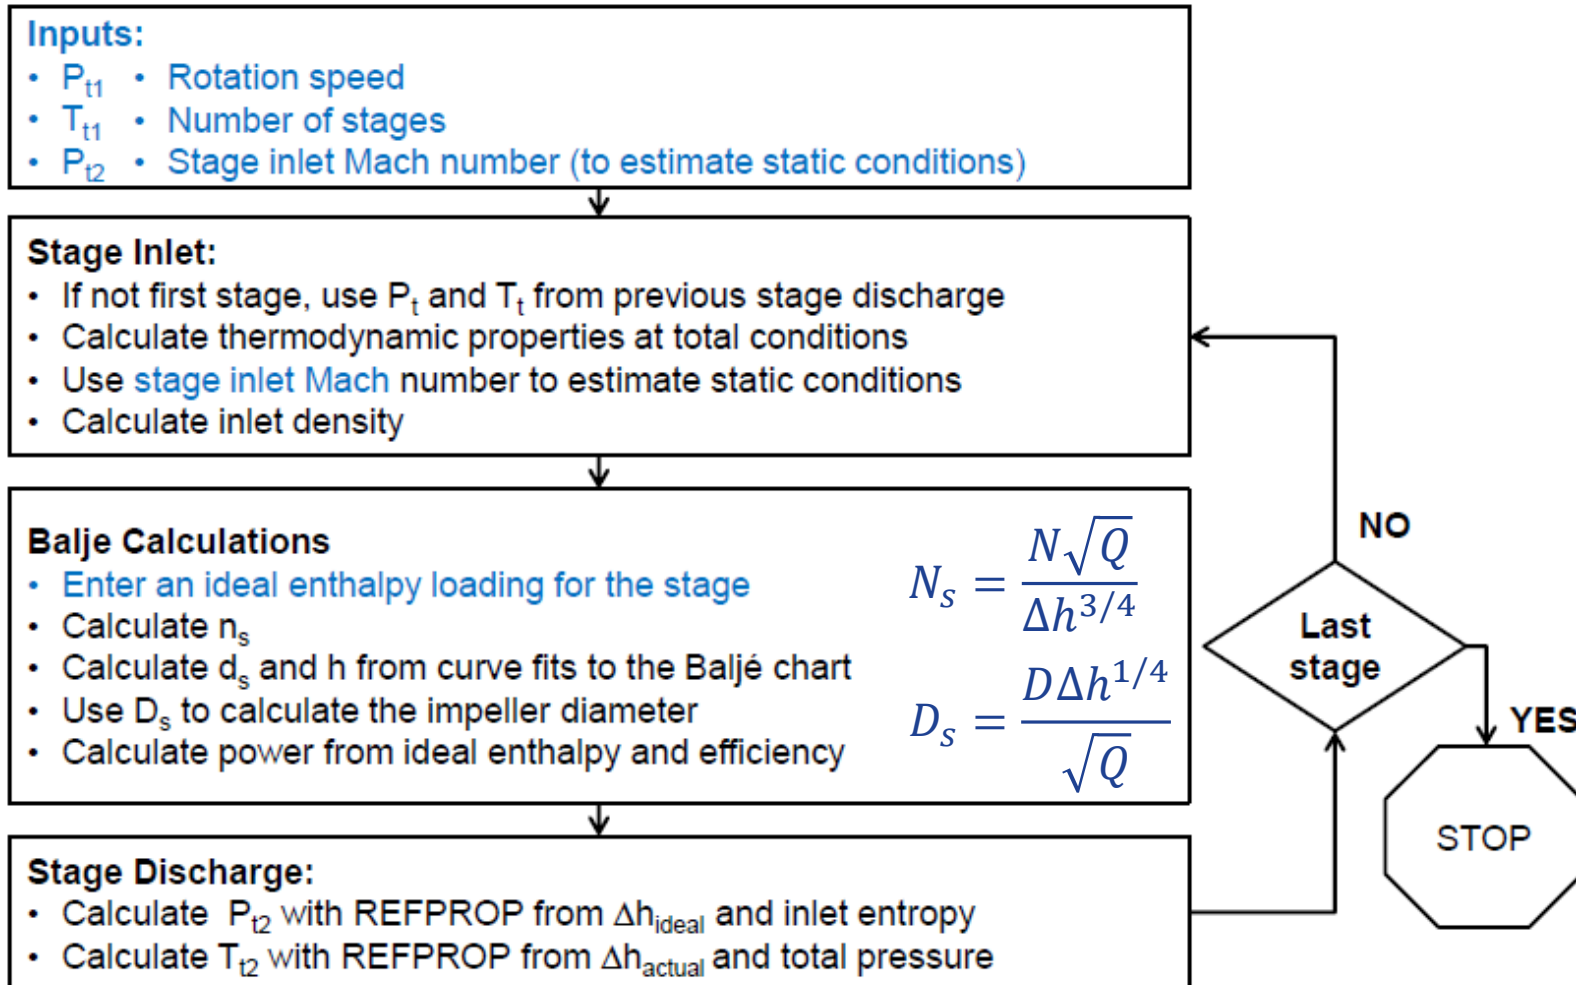 Inputs:
• Pt1 • Rotation speed
• Tt1 • Number of stages
• Pt2 • Stage inlet Mach number (to estimate static conditions)
Stage Inlet:
• If not first stage, use Pt and Tt from previous stage discharge
• Calculate thermodynamic properties at total conditions
• Use stage inlet Mach number to estimate static conditions
• Calculate inlet density
Balje Calculations
• Enter an ideal enthalpy loading for the stage
• Calculate ns
• Calculate ds and h from curve fits to the Baljé chart
• Use Ds to calculate the impeller diameter
• Calculate power from ideal enthalpy and efficiency
Ns = N√Q / Δh^3/4
Ds = DΔh^1/4 / √Q
Stage Discharge:
• Calculate Pt2 with REFPROP from Δhideal and inlet entropy
• Calculate Tt2 with REFPROP from Δhactual and total pressure
NO
Last
stage
YES
STOP